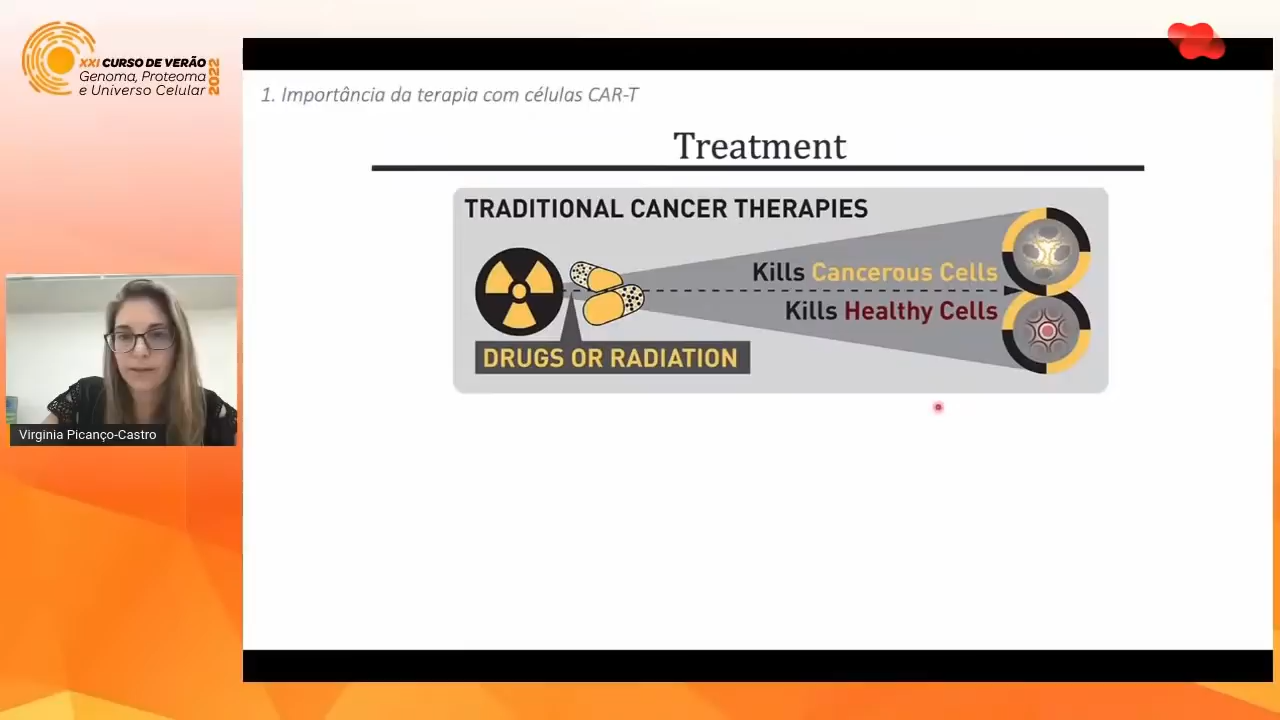 XXI CURSO DE VERÃO
Genoma, Proteoma
e Universo Celular
2022
1. Importância da terapia com células CAR-T
Treatment
TRADITIONAL CANCER THERAPIES
Kills Cancerous Cells
Kills Healthy Cells
DRUGS OR RADIATION
Virginia Picanço-Castro